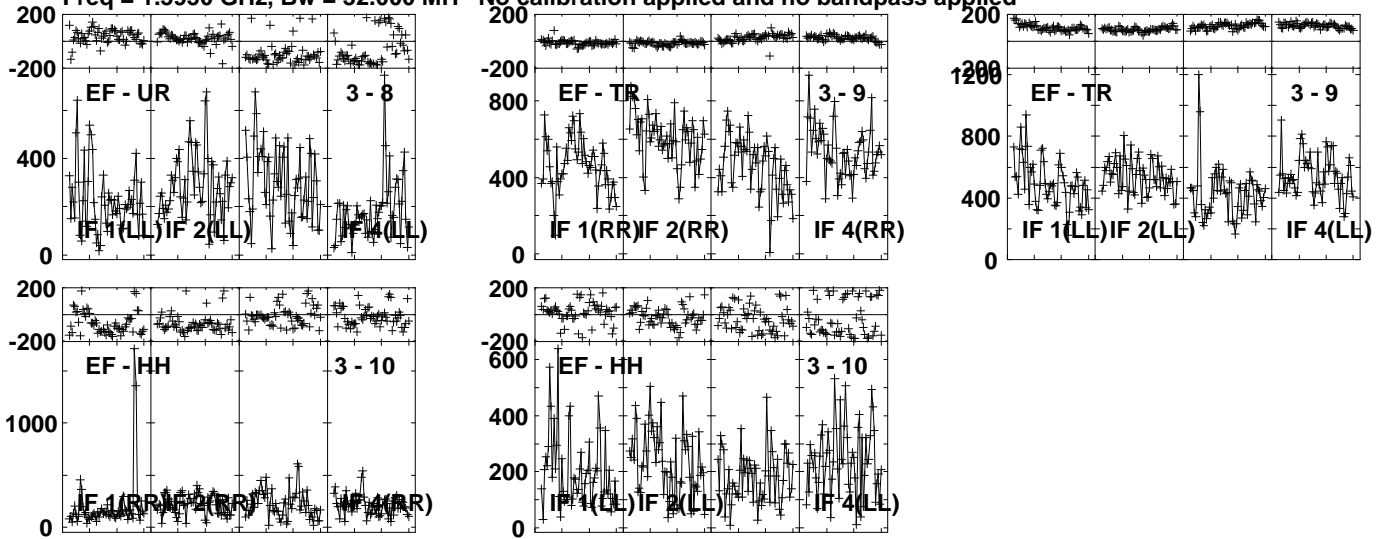 Freq = 1.5990 GHz, Bw = 32.000 MH No calibration applied and no bandpass applied
200
-200
EF - UR 3 - 8
400
0
IF 1(LL) IF 2(LL) IF 4(LL)
200
-200
EF - TR 3 - 9
800
400
0
IF 1(RR) IF 2(RR) IF 4(RR)
200
-200
1200
EF - TR 3 - 9
800
400
0
IF 1(LL) IF 2(LL) IF 4(LL)
200
-200
EF - HH 3 - 10
1000
0
IF 1(RR) IF 2(RR) IF 4(RR)
200
-200
600
EF - HH 3 - 10
400
200
0
IF 1(LL) IF 2(LL) IF 4(LL)